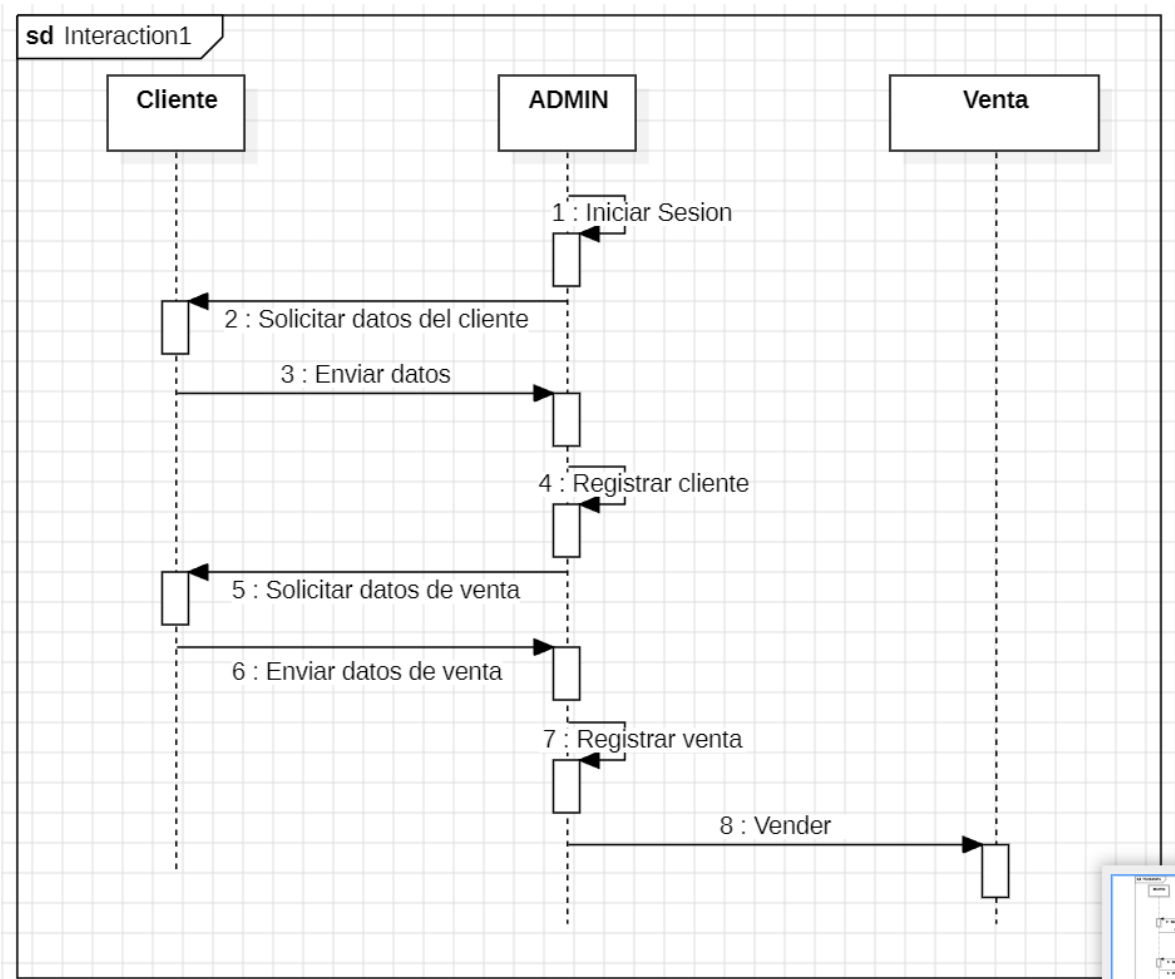 sd Interaction1
Cliente
ADMIN
Venta
1 : Iniciar Sesion
2 : Solicitar datos del cliente
3 : Enviar datos
4 : Registrar cliente
5 : Solicitar datos de venta
6 : Enviar datos de venta
7 : Registrar venta
8 : Vender